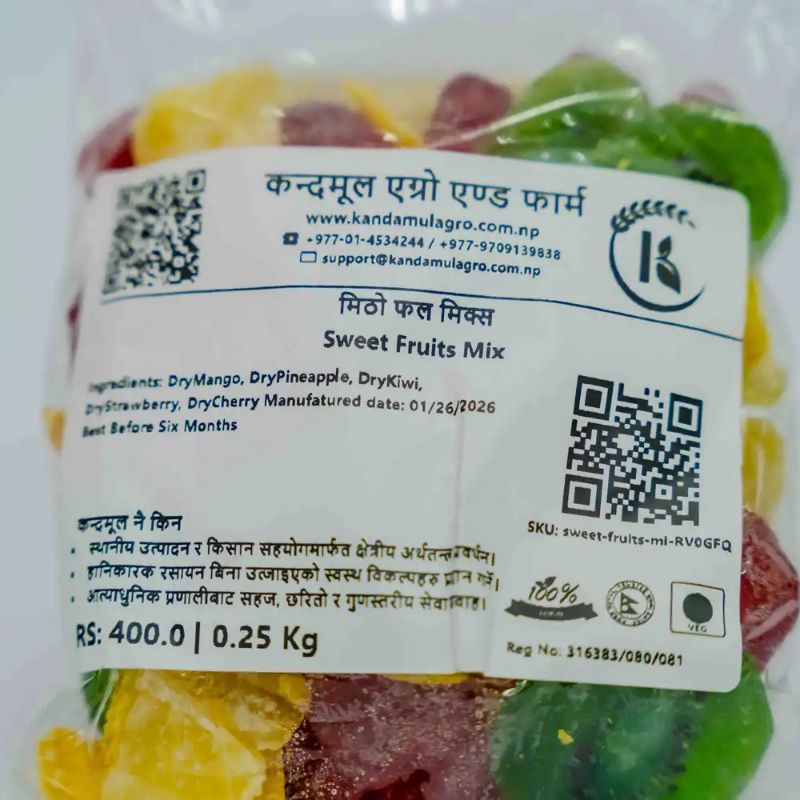 कन्दमूल एग्रो एण्ड फार्म
www.kandamulagro.com.np
+977-01-4534244 / +977-9709139838
support@kandamulagro.com.np
मिठो फल मिक्स
Sweet Fruits Mix
Ingredients: DryMango, DryPineapple, DryKiwi,
DryStrawberry, DryCherry Manufatured date: 01/26/2026
Best Before Six Months
SKU: sweet-fruits-mi-RV0GFQ
कन्दमूल नै किन
• स्थानीय उत्पादन र किसान सहयोगमार्फत क्षेत्रीय
• हानिकारक रसायन बिना उत्जाइएको स्वस्थ विकल्पहरु
• आत्याधुनिक प्रणालीबाट सहज, छरितो र गुणस्तरीय
RS: 400.0 | 0.25 Kg
100%
LOCAL
VEG
Reg No: 316383/080/081